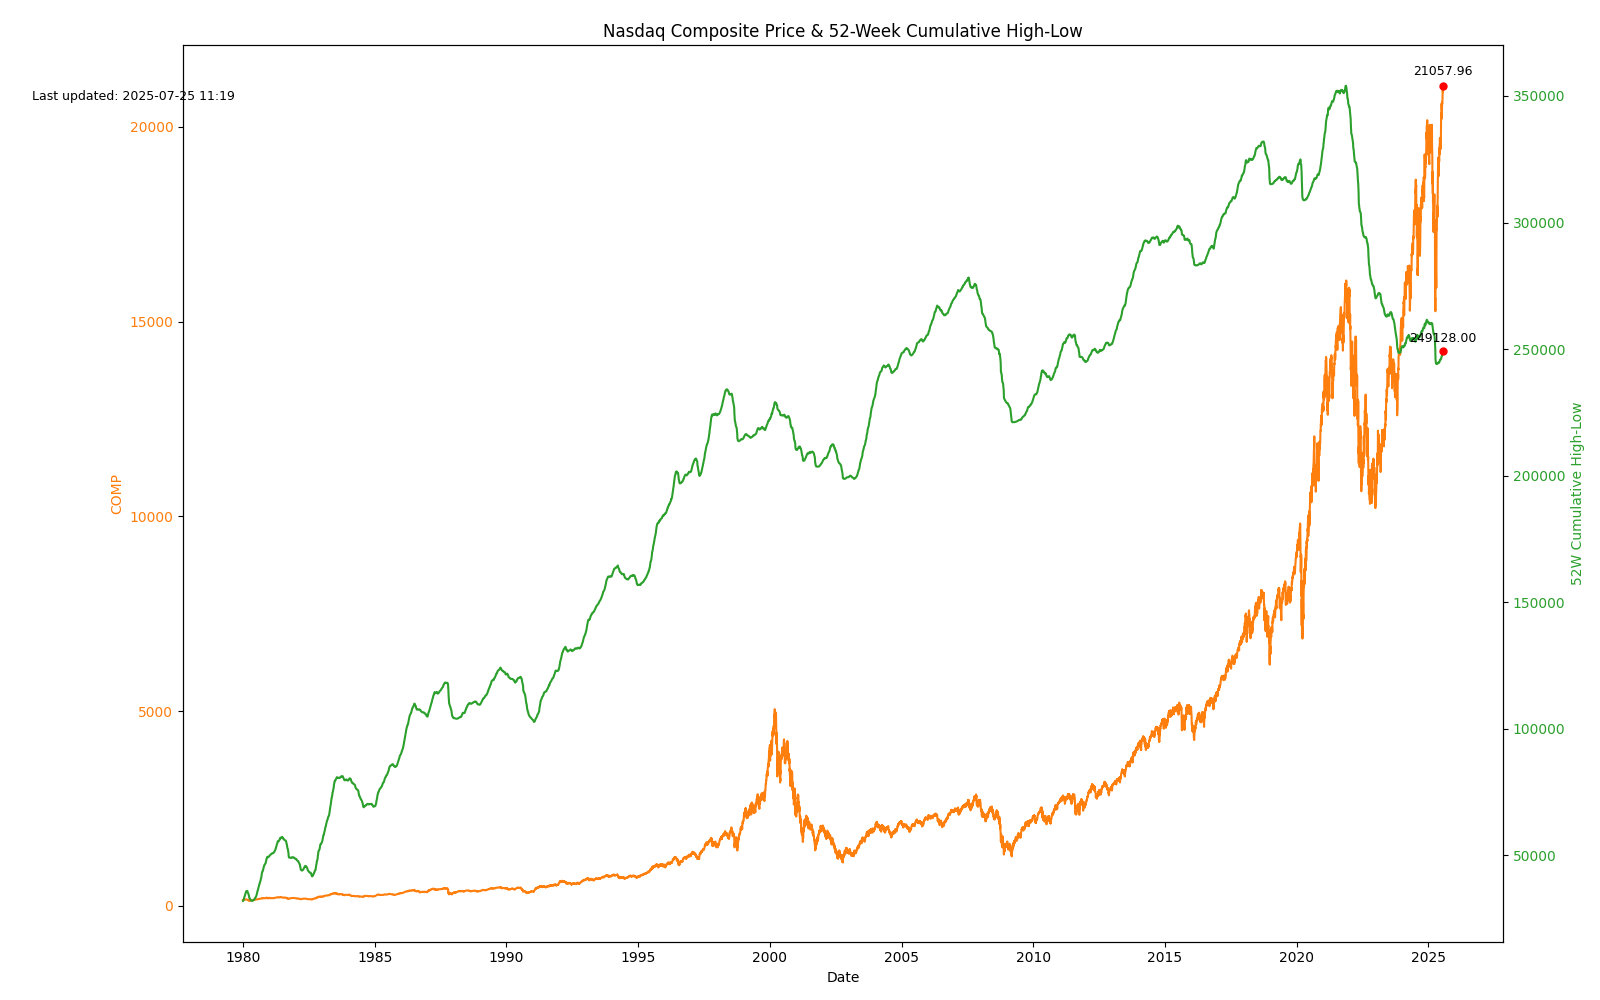 Nasdaq Composite Price & 52-Week Cumulative High-Low
Last updated: 2025-07-25 11:19
21057.96
249128.00
COMP
20000
15000
10000
5000
0
350000
300000
250000
200000
150000
100000
50000
52W Cumulative High-Low
1980 1985 1990 1995 2000 2005 2010 2015 2020 2025
Date